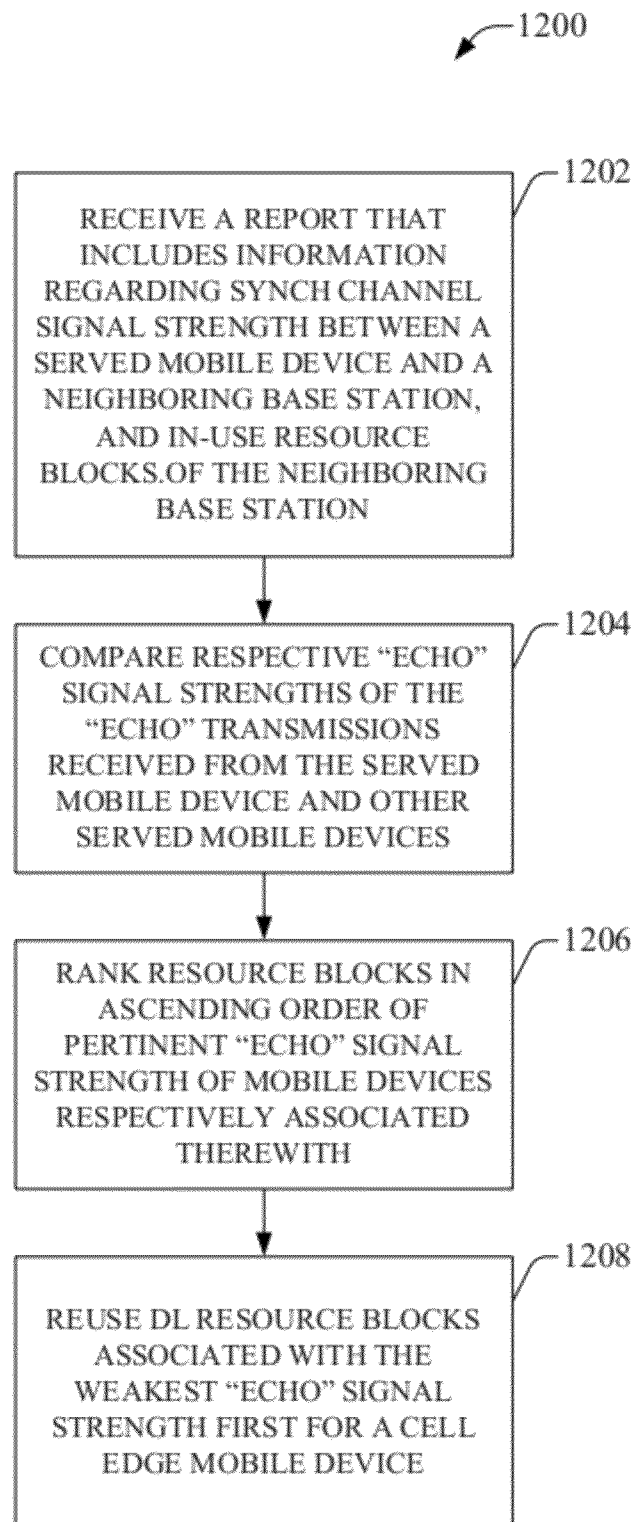 1200
1202
RECEIVE A REPORT THAT
INCLUDES INFORMATION
REGARDING SYNCH CHANNEL
SIGNAL STRENGTH BETWEEN A
SERVED MOBILE DEVICE AND A
NEIGHBORING BASE STATION,
AND IN-USE RESOURCE
BLOCKS.OF THE NEIGHBORING
BASE STATION
1204
COMPARE RESPECTIVE “ECHO”
SIGNAL STRENGTHS OF THE
“ECHO” TRANSMISSIONS
RECEIVED FROM THE SERVED
MOBILE DEVICE AND OTHER
SERVED MOBILE DEVICES
1206
RANK RESOURCE BLOCKS IN
ASCENDING ORDER OF
PERTINENT “ECHO” SIGNAL
STRENGTH OF MOBILE DEVICES
RESPECTIVELY ASSOCIATED
THEREWITH
1208
REUSE DL RESOURCE BLOCKS
ASSOCIATED WITH THE
WEAKEST “ECHO” SIGNAL
STRENGTH FIRST FOR A CELL
EDGE MOBILE DEVICE